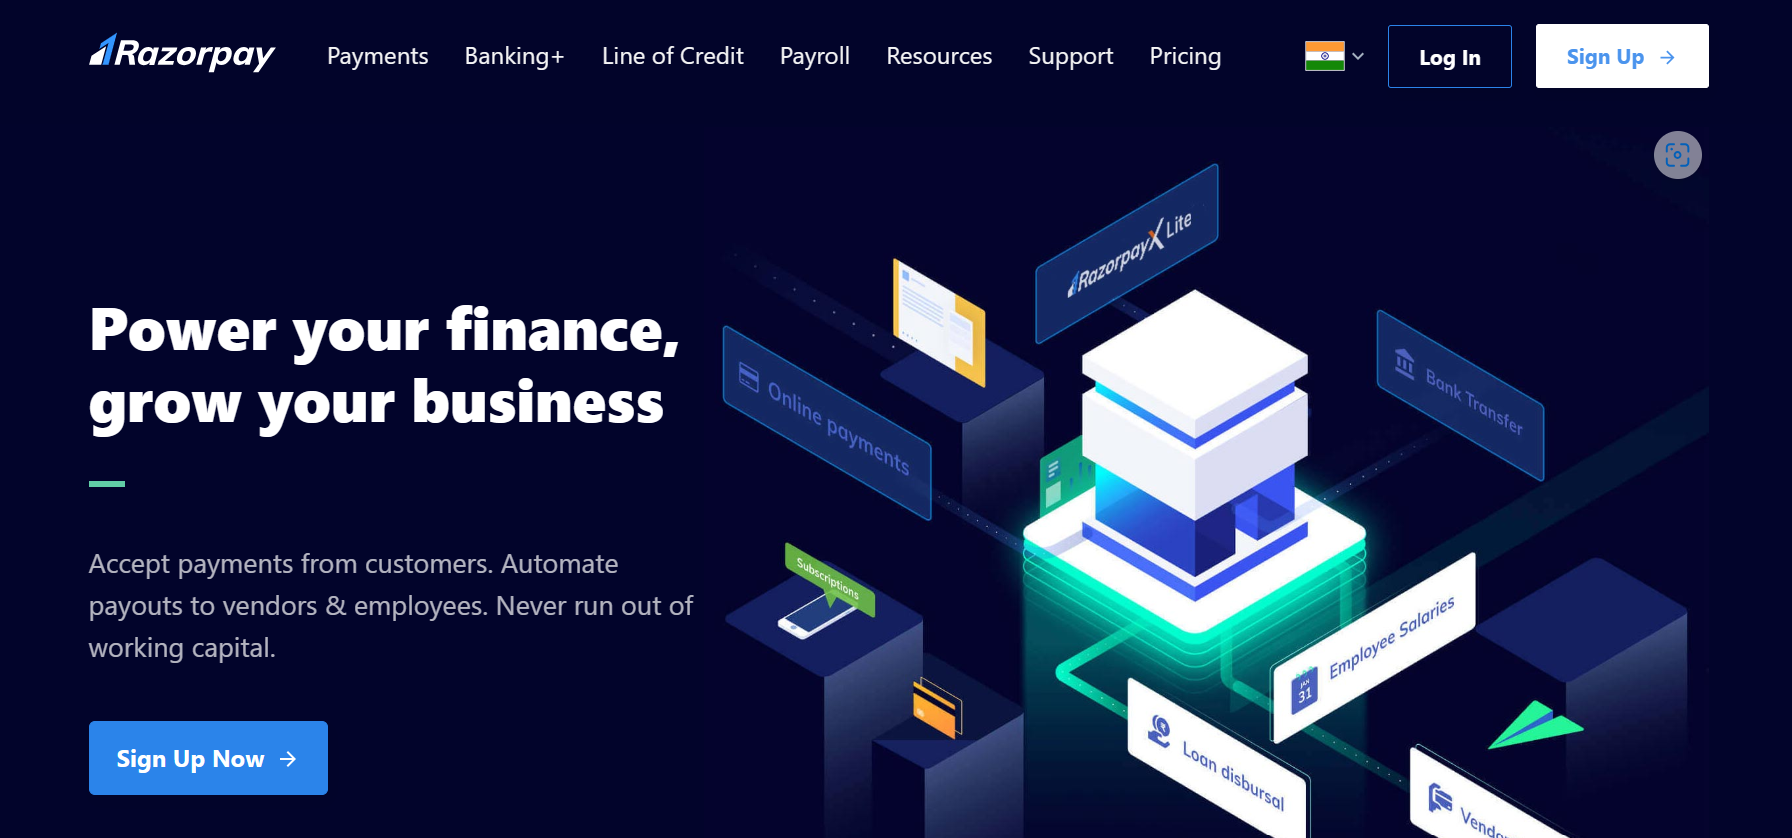 Razorpay
Payments
Banking+
Line of Credit
Payroll
Resources
Support
Pricing
Log In
Sign Up
Power your finance,
grow your business
Accept payments from customers. Automate
payouts to vendors & employees. Never run out of
working capital.
Sign Up Now
RazorpayX Lite
Online payments
Bank Transfer
Subscriptions
Employee Salaries
JAN
31
Loan disbursal